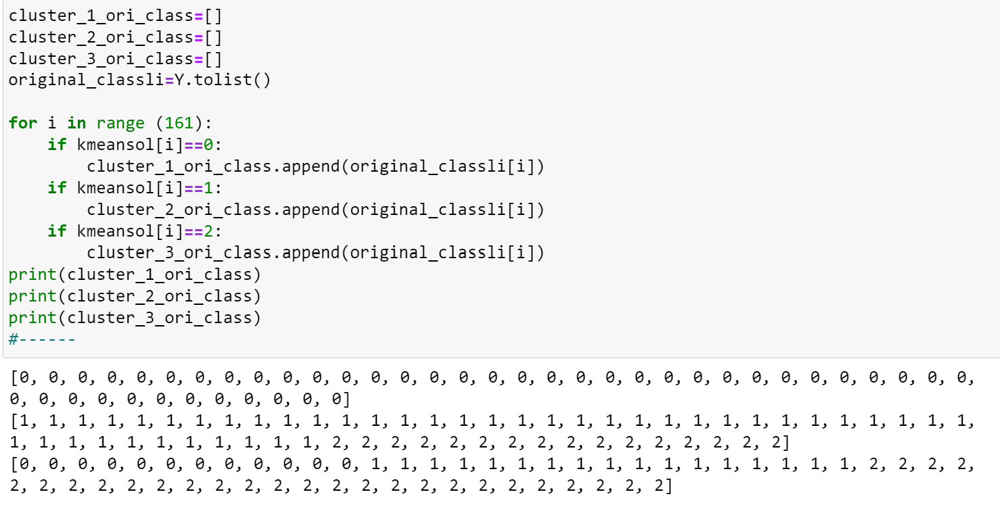 cluster_1_ori_class=[]
cluster_2_ori_class=[]
cluster_3_ori_class=[]
original_classli=Y.tolist()
for i in range (161):
    if kmeansol[i]==0:
        cluster_1_ori_class.append(original_classli[i])
    if kmeansol[i]==1:
        cluster_2_ori_class.append(original_classli[i])
    if kmeansol[i]==2:
        cluster_3_ori_class.append(original_classli[i])
print(cluster_1_ori_class)
print(cluster_2_ori_class)
print(cluster_3_ori_class)
#------
[0, 0, 0, 0, 0, 0, 0, 0, 0, 0, 0, 0, 0, 0, 0, 0, 0, 0, 0, 0, 0, 0, 0, 0, 0, 0, 0, 0, 0, 0, 0, 0, 0,
0, 0, 0, 0, 0, 0, 0, 0, 0, 0, 0, 0]
[1, 1, 1, 1, 1, 1, 1, 1, 1, 1, 1, 1, 1, 1, 1, 1, 1, 1, 1, 1, 1, 1, 1, 1, 1, 1, 1, 1, 1, 1, 1, 1, 1,
1, 1, 1, 1, 1, 1, 1, 1, 1, 1, 1, 2, 2, 2, 2, 2, 2, 2, 2, 2, 2, 2, 2, 2, 2, 2, 2]
[0, 0, 0, 0, 0, 0, 0, 0, 0, 0, 0, 0, 1, 1, 1, 1, 1, 1, 1, 1, 1, 1, 1, 1, 1, 1, 1, 1, 1, 2, 2, 2, 2,
2, 2, 2, 2, 2, 2, 2, 2, 2, 2, 2, 2, 2, 2, 2, 2, 2, 2, 2, 2, 2, 2, 2]